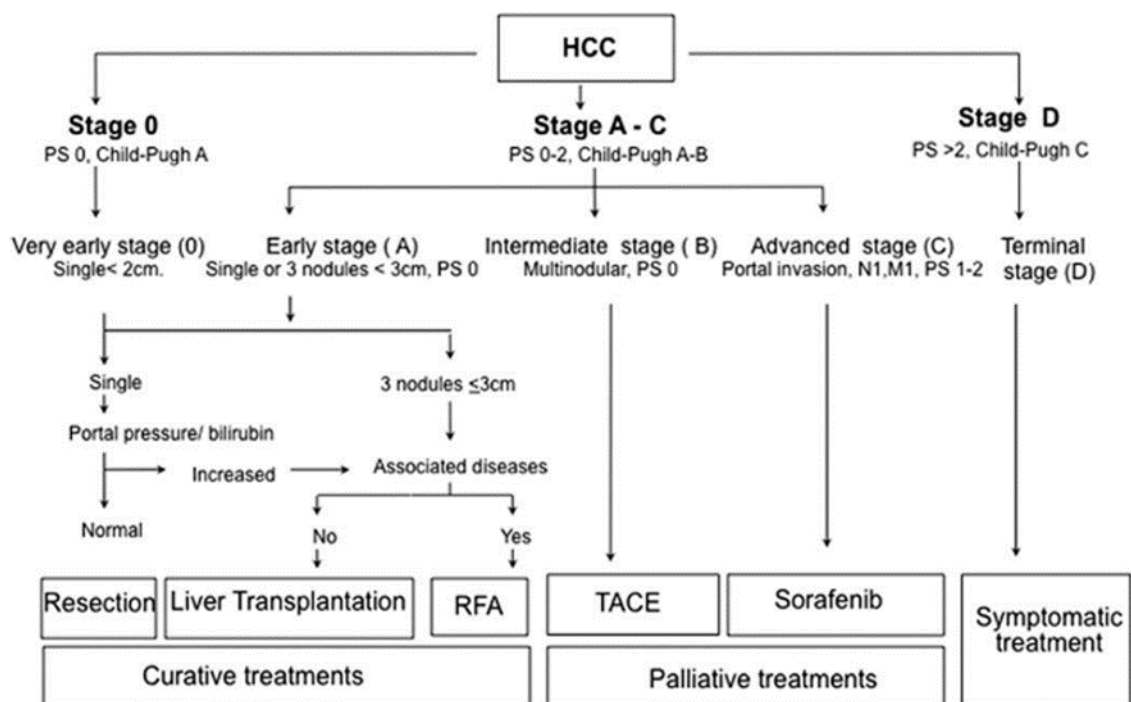 HCC
Stage 0
PS 0, Child-Pugh A
Stage A - C
PS 0-2, Child-Pugh A-B
Stage D
PS >2, Child-Pugh C
Very early stage (0)
Single< 2cm.
Early stage ( A)
Single or 3 nodules < 3cm, PS 0
Intermediate stage ( B)
Multinodular, PS 0
Advanced stage (C)
Portal invasion, N1,M1, PS 1-2
Terminal
stage (D)
Single
3 nodules ≤3cm
Portal pressure/ bilirubin
Increased
Associated diseases
Normal
No
Yes
Resection
Liver Transplantation
RFA
TACE
Sorafenib
Symptomatic
treatment
Curative treatments
Palliative treatments